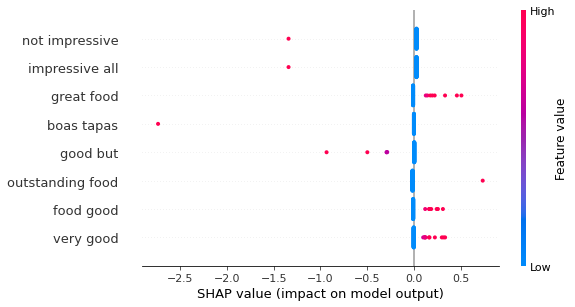 High
not impressive
impressive all
great food
boas tapas
good but
outstanding food
food good
very good
Feature value
Low
−2.5 −2.0 −1.5 −1.0 −0.5 0.0 0.5
SHAP value (impact on model output)